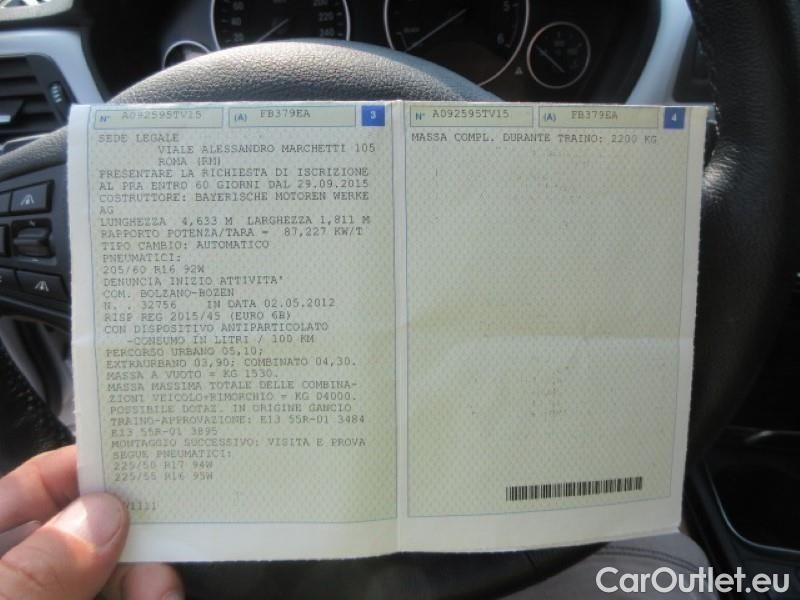 N° A092595TV15 (A) FB379EA 3
SEDE LEGALE
VIALE ALESSANDRO MARCHETTI 105
ROMA (RM)
PRESENTARE LA RICHIESTA DI ISCRIZIONE
AL PRA ENTRO 60 GIORNI DAL 29.09.2015
COSTRUTTORE: BAYERISCHE MOTOREN WERKE
AG
LUNGHEZZA 4,633 M LARGHEZZA 1,811 M
RAPPORTO POTENZA/TARA = 87,227 KW/T
TIPO CAMBIO: AUTOMATICO
PNEUMATICI:
205/60 R16 92W
DENUNCIA INIZIO ATTIVITA'
COM. BOLZANO-BOZEN
N. . 32756 IN DATA 02.05.2012
RISP REG 2015/45 (EURO 6B)
CON DISPOSITIVO ANTIPARTICOLATO
-CONSUMO IN LITRI / 100 KM
PERCORSO URBANO 05,10;
EXTRAURBANO 03,90; COMBINATO 04,30.
MASSA A VUOTO = KG 1530.
MASSA MASSIMA TOTALE DELLE COMBINA-
ZIONI VEICOLO+RIMORCHIO = KG 04000.
POSSIBILE DOTAZ. IN ORIGINE GANCIO
TRAINO-APPROVAZIONE: E13 55R-01 3484
E13 55R-01 3895
MONTAGGIO SUCCESSIVO: VISITA E PROVA
SEGUE PNEUMATICI:
225/50 R17 94W
225/55 R16 95W
N° A092595TV15 (A) FB379EA 4
MASSA COMPL. DURANTE TRAINO: 2200 KG
CarOutlet.eu